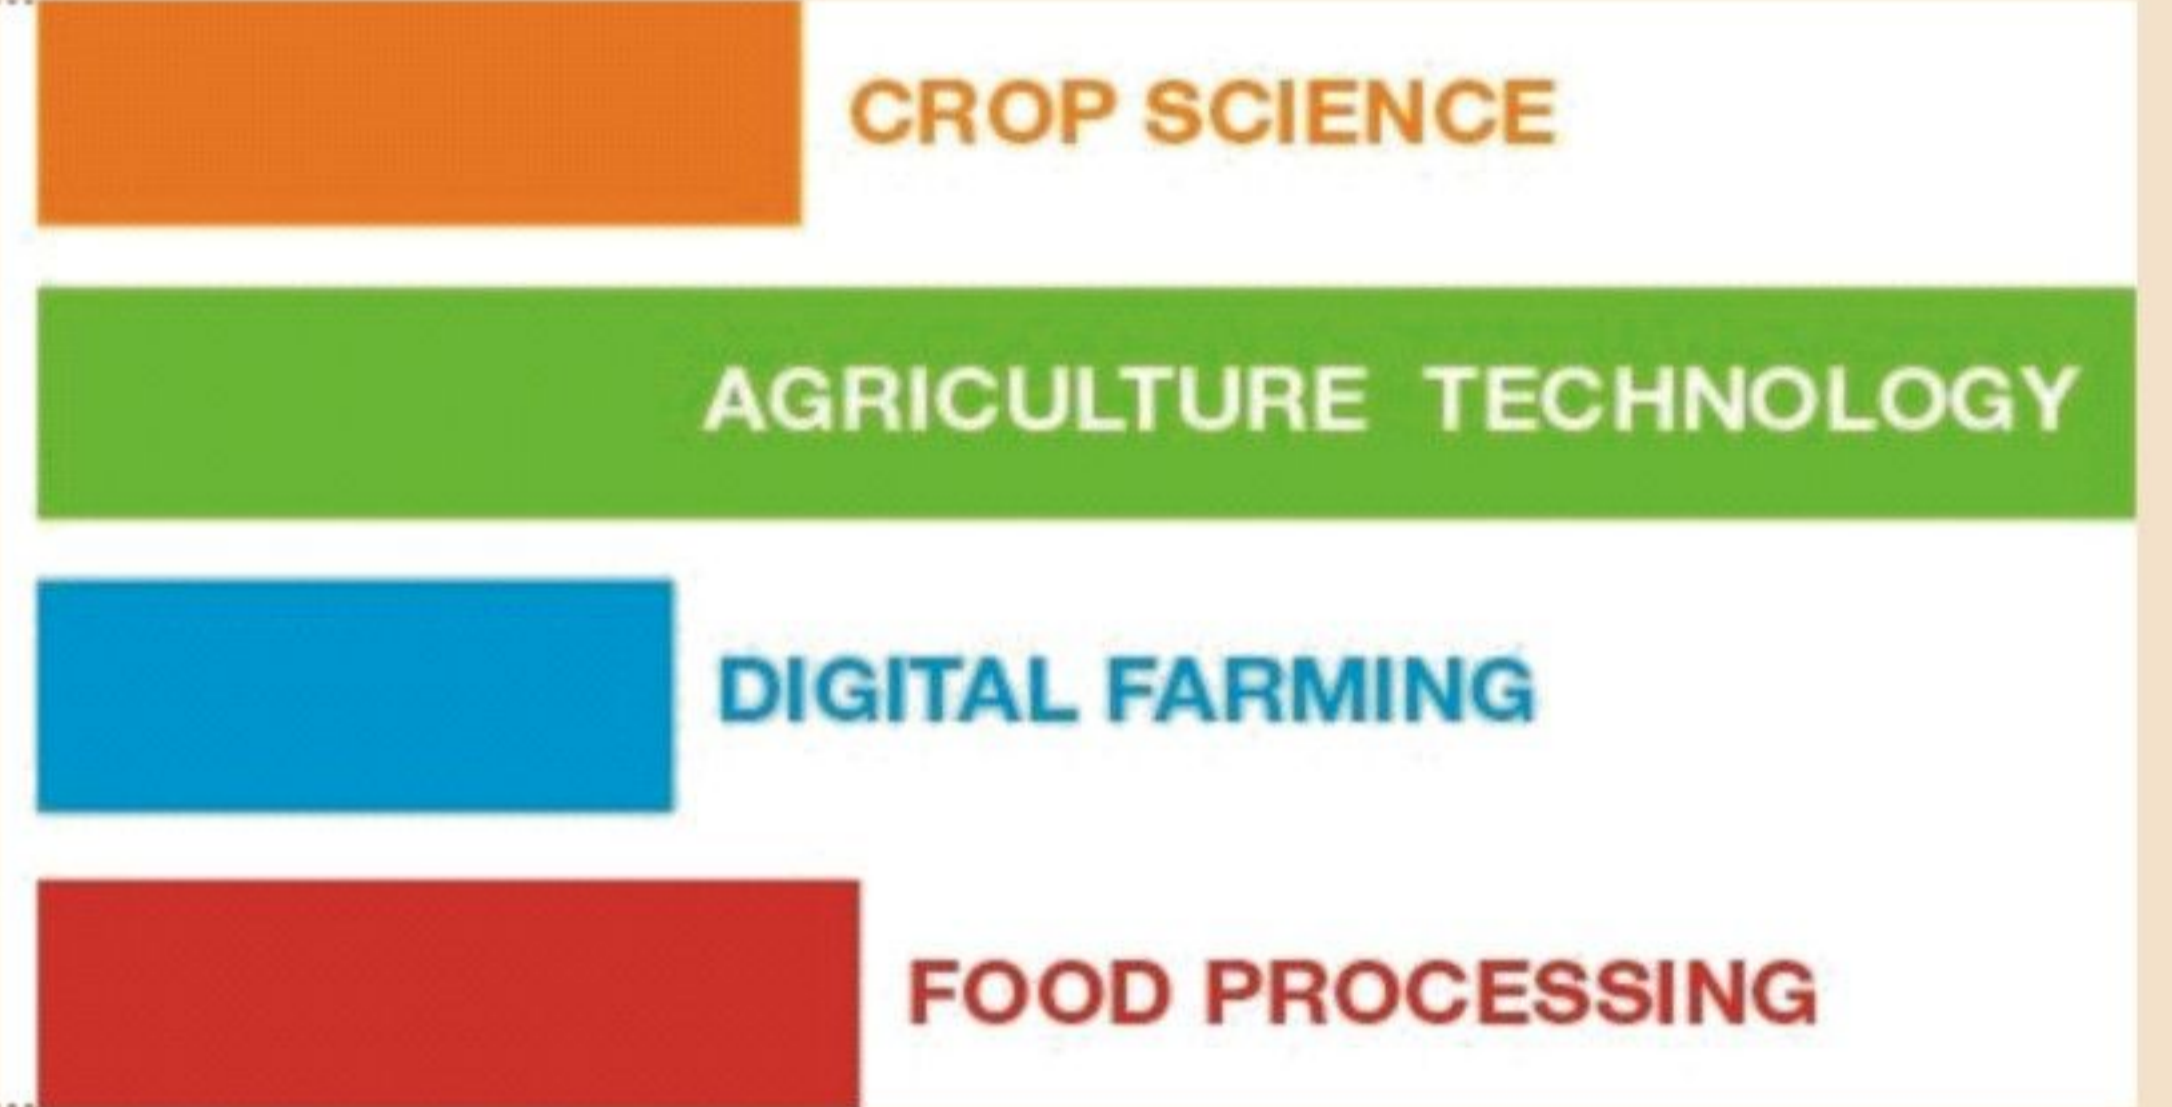 CROP SCIENCE
AGRICULTURE TECHNOLOGY
DIGITAL FARMING
FOOD PROCESSING